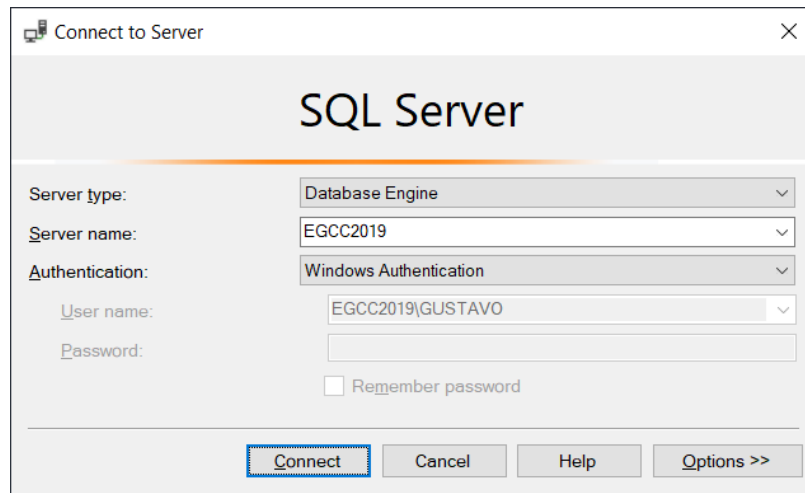 Connect to Server
SQL Server
Server type: Database Engine
Server name: EGCC2019
Authentication: Windows Authentication
User name: EGCC2019\GUSTAVO
Password:
Remember password
Connect Cancel Help Options >>